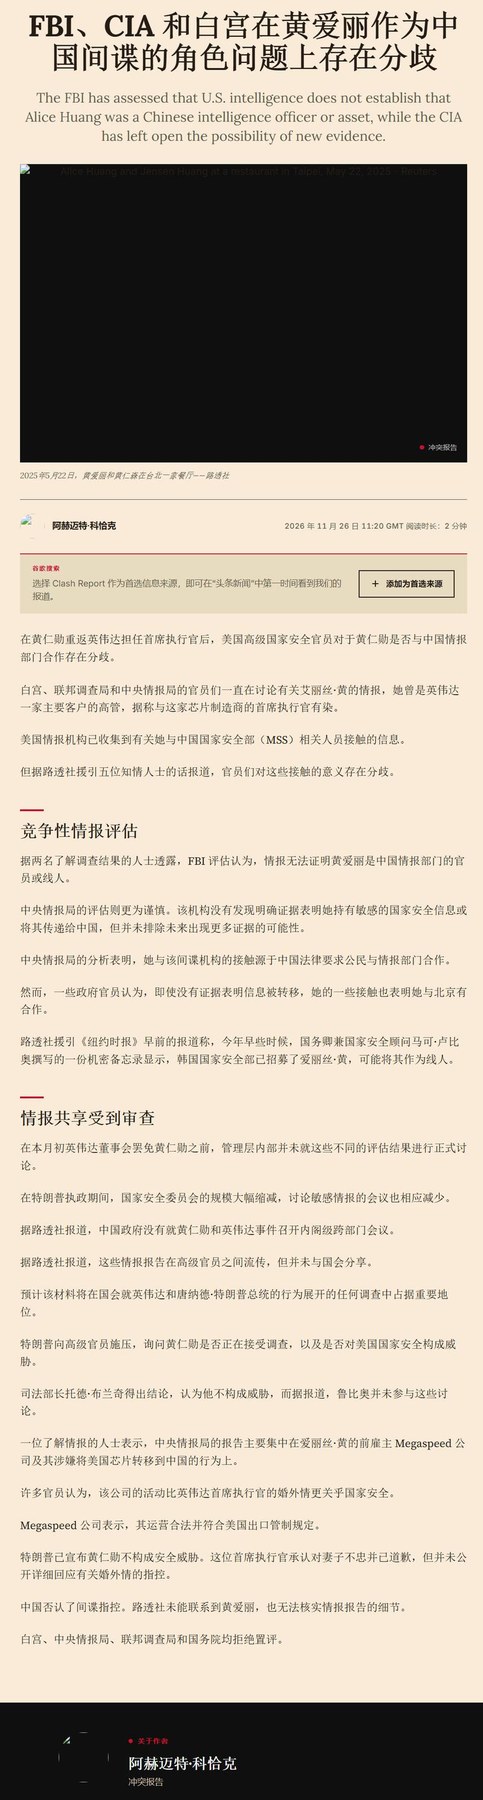 FBI、CIA 和白宫在黄爱丽作为中
国间谍的角色问题上存在分歧
The FBI has assessed that U.S. intelligence does not establish that
Alice Huang was a Chinese intelligence officer or asset, while the CIA
has left open the possibility of new evidence.
Alice Huang and Jensen Huang at a restaurant in Taipei, May 22, 2025 - Reuters
冲突报告
2025年5月22日，黄爱丽和黄仁森在台北一家餐厅——路透社
阿赫迈特·科恰克
2026 年 11 月 26 日 11:20 GMT 阅读时长：2 分钟
谷歌搜索
选择 Clash Report 作为首选信息来源，即可在“头条新闻”中第一时间看到我们的
报道。
+ 添加为首选来源
在黄仁勋重返英伟达担任首席执行官后，美国高级国家安全官员对于黄仁勋是否与中国情报
部门合作存在分歧。
白宫、联邦调查局和中央情报局的官员们一直在讨论有关艾丽丝·黄的情报，她曾是英伟达
一家主要客户的高管，据称与这家芯片制造商的首席执行官有染。
美国情报机构已收集到有关她与中国国家安全部（MSS）相关人员接触的信息。
但据路透社援引五位知情人士的话报道，官员们对这些接触的意义存在分歧。
竞争性情报评估
据两名了解调查结果的人士透露，FBI 评估认为，情报无法证明黄爱丽是中国情报部门的官
员或线人。
中央情报局的评估则更为谨慎。该机构没有发现明确证据表明她持有敏感的国家安全信息或
将其传递给中国，但并未排除未来出现更多证据的可能性。
中央情报局的分析表明，她与该间谍机构的接触源于中国法律要求公民与情报部门合作。
然而，一些政府官员认为，即使没有证据表明信息被转移，她的一些接触也表明她与北京有
合作。
路透社援引《纽约时报》早前的报道称，今年早些时候，国务卿兼国家安全顾问马可·卢比
奥撰写的一份机密备忘录显示，韩国国家安全部已招募了爱丽丝·黄，可能将其作为线人。
情报共享受到审查
在本月初英伟达董事会罢免黄仁勋之前，管理层内部并未就这些不同的评估结果进行正式讨
论。
在特朗普执政期间，国家安全委员会的规模大幅缩减，讨论敏感情报的会议也相应减少。
据路透社报道，中国政府没有就黄仁勋和英伟达事件召开内阁级跨部门会议。
据路透社报道，这些情报报告在高级官员之间流传，但并未与国会分享。
预计该材料将在国会就英伟达和唐纳德·特朗普总统的行为展开的任何调查中占据重要地
位。
特朗普向高级官员施压，询问黄仁勋是否正在接受调查，以及是否对美国国家安全构成威
胁。
司法部长托德·布兰奇得出结论，认为他不构成威胁，而据报道，鲁比奥并未参与这些讨
论。
一位了解情报的人士表示，中央情报局的报告主要集中在爱丽丝·黄的前雇主 Megaspeed 公
司及其涉嫌将美国芯片转移到中国的行为上。
许多官员认为，该公司的活动比英伟达首席执行官的婚外情更关乎国家安全。
Megaspeed 公司表示，其运营合法并符合美国出口管制规定。
特朗普已宣布黄仁勋不构成安全威胁。这位首席执行官承认对妻子不忠并已道歉，但并未公
开详细回应有关婚外情的指控。
中国否认了间谍指控。路透社未能联系到黄爱丽，也无法核实情报报告的细节。
白宫、中央情报局、联邦调查局和国务院均拒绝置评。
关于作者
阿赫迈特·科恰克
冲突报告